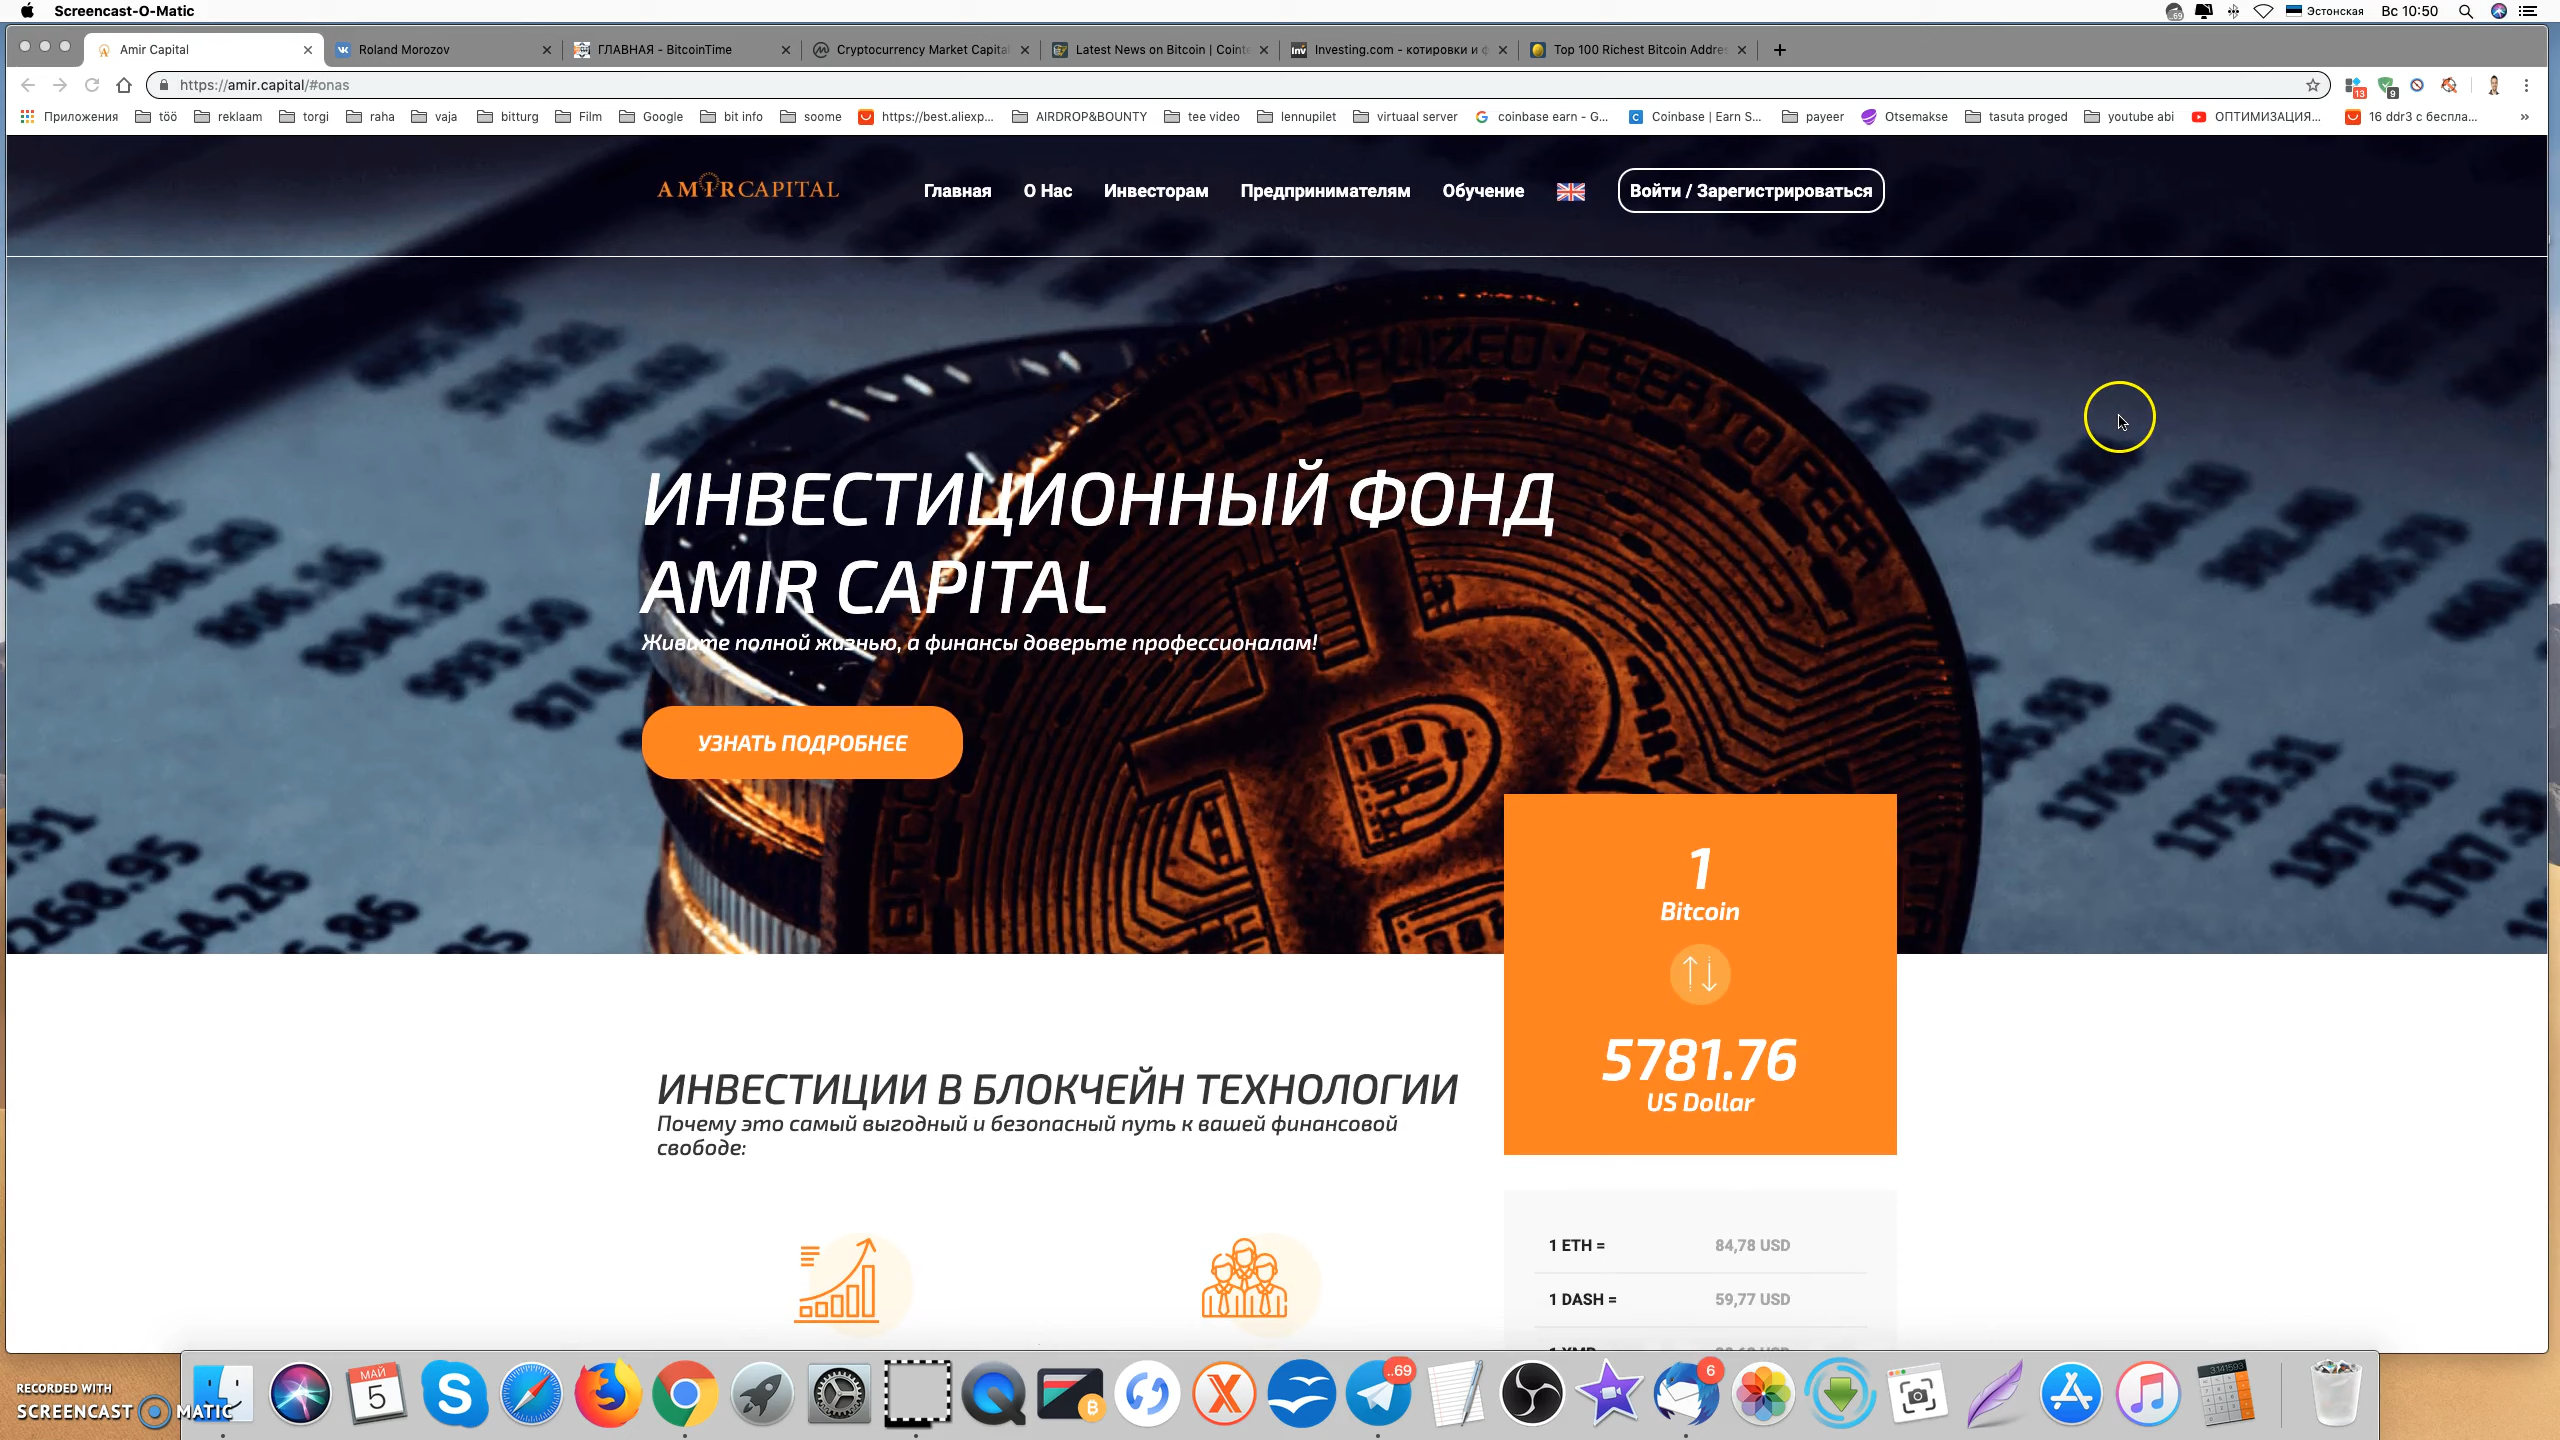 Screencast-O-Matic
Эстонская
Вс 10:50
Amir Capital
Roland Morozov
ГЛАВНАЯ - BitcoinTime
Cryptocurrency Market Capital
Latest News on Bitcoin | Cointe
Investing.com - котировки и ф
Top 100 Richest Bitcoin Addre
https://amir.capital/#onas
13
9
Приложения
töö
reklaam
torgi
raha
vaja
bitturg
Film
Google
bit info
soome
https://best.aliexp...
AIRDROP&BOUNTY
tee video
lennupilet
virtuaal server
coinbase earn - G...
Coinbase | Earn S...
payeer
Otsemakse
tasuta proged
youtube abi
ОПТИМИЗАЦИЯ...
16 ddr3 с беспла...
AMIRCAPITAL
Главная
О Нас
Инвесторам
Предпринимателям
Обучение
Войти / Зарегистрироваться
ИНВЕСТИЦИОННЫЙ ФОНД
AMIR CAPITAL
Живите полной жизнью, а финансы доверьте профессионалам!
УЗНАТЬ ПОДРОБНЕЕ
1
Bitcoin
5781.76
US Dollar
ИНВЕСТИЦИИ В БЛОКЧЕЙН ТЕХНОЛОГИИ
Почему это самый выгодный и безопасный путь к вашей финансовой
свободе:
1 ETH =
84,78 USD
1 DASH =
59,77 USD
МАЙ
5
..69
6
RECORDED WITH
SCREENCAST MATIC